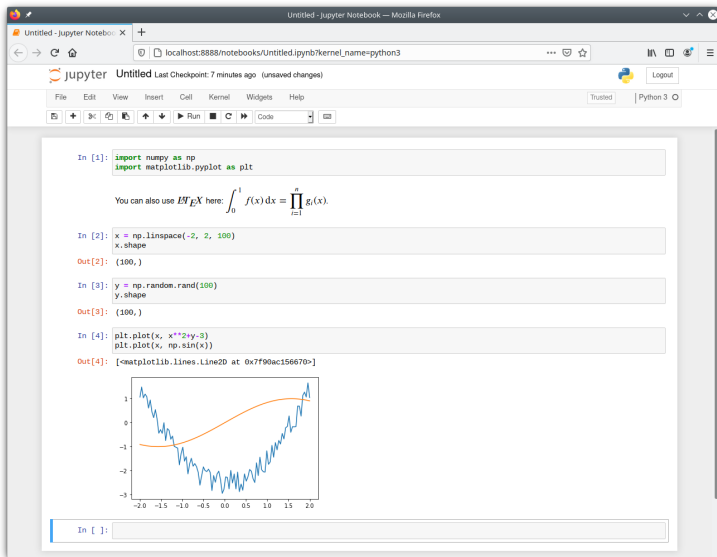 Untitled - Jupyter Notebook — Mozilla Firefox
Untitled - Jupyter Noteboo
localhost:8888/notebooks/Untitled.ipynb?kernel_name=python3
jupyter Untitled Last Checkpoint: 7 minutes ago (unsaved changes) Logout
File Edit View Insert Cell Kernel Widgets Help Trusted Python 3
Run Code
In [1]: import numpy as np
import matplotlib.pyplot as plt
You can also use LATEX here: ∫₀¹ f(x) dx = ∏ᵢ₌₁ⁿ gᵢ(x).
In [2]: x = np.linspace(-2, 2, 100)
x.shape
Out[2]: (100,)
In [3]: y = np.random.rand(100)
y.shape
Out[3]: (100,)
In [4]: plt.plot(x, x**2+y-3)
plt.plot(x, np.sin(x))
Out[4]: [<matplotlib.lines.Line2D at 0x7f90ac156670>]
1
0
−1
−2
−3
−2.0 −1.5 −1.0 −0.5 0.0 0.5 1.0 1.5 2.0
In [ ]: